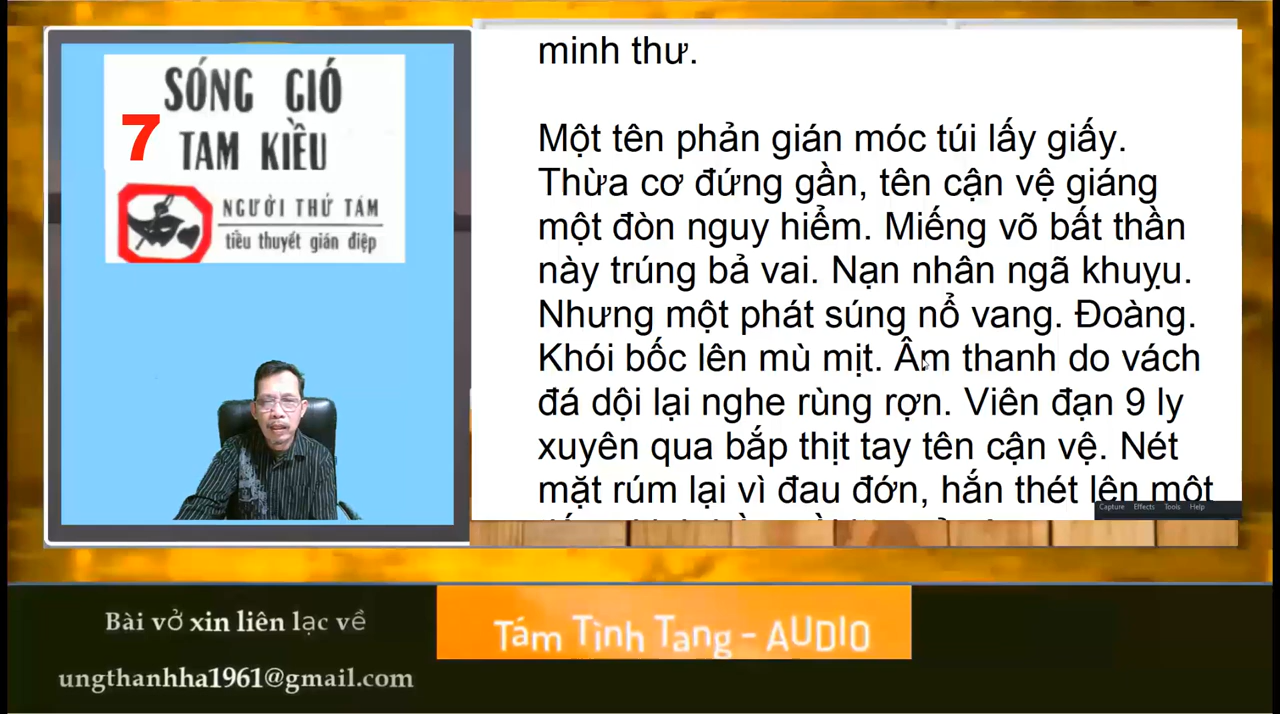 SÓNG GIÓ
7
TAM KIỀU
NGƯỜI THỨ TÁM
tiểu thuyết gián điệp
minh thư.
Một tên phản gián móc túi lấy giấy.
Thừa cơ đứng gần, tên cận vệ giáng
một đòn nguy hiểm. Miếng võ bất thần
này trúng bả vai. Nạn nhân ngã khuỵu.
Nhưng một phát súng nổ vang. Đoàng.
Khói bốc lên mù mịt. Âm thanh do vách
đá dội lại nghe rùng rợn. Viên đạn 9 ly
xuyên qua bắp thịt tay tên cận vệ. Nét
mặt rúm lại vì đau đớn, hắn thét lên một
Capture Effects Tools Help
Bài vở xin liên lạc về
ungthanhha1961@gmail.com
Tám Tình Tang - AUDIO